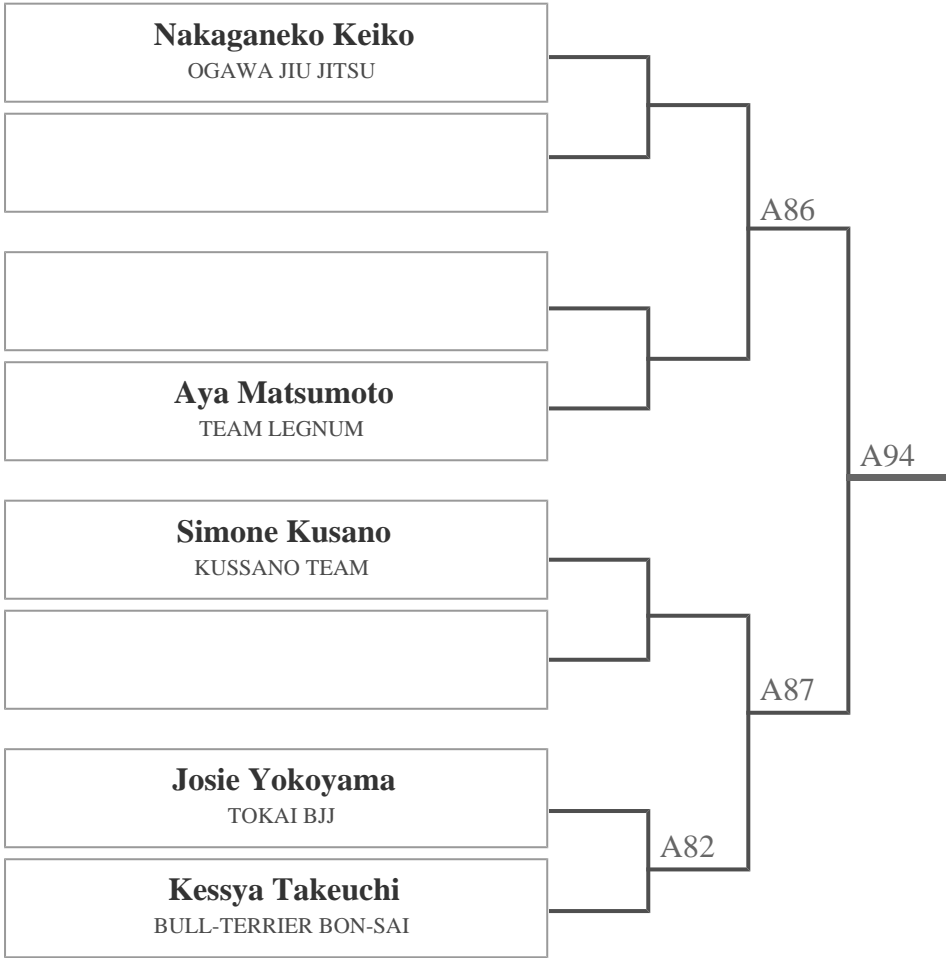 Nakaganeko Keiko
OGAWA JIU JITSU
A86
Aya Matsumoto
TEAM LEGNUM
A94
Simone Kusano
KUSSANO TEAM
A87
Josie Yokoyama
TOKAI BJJ
A82
Kessya Takeuchi
BULL-TERRIER BON-SAI